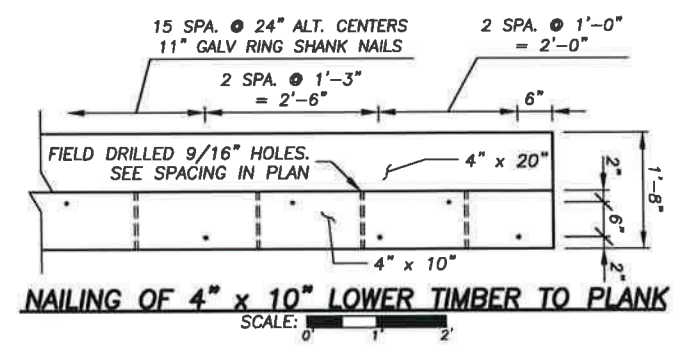 15 SPA. @ 24" ALT. CENTERS
11" GALV RING SHANK NAILS
2 SPA. @ 1'-0"
= 2'-0"
2 SPA. @ 1'-3"
= 2'-6"
6"
FIELD DRILLED 9/16" HOLES.
SEE SPACING IN PLAN
4" x 20"
4" x 10"
2"
6"
2"
1'-8"
NAILING OF 4" x 10" LOWER TIMBER TO PLANK
SCALE:
0' 1' 2'